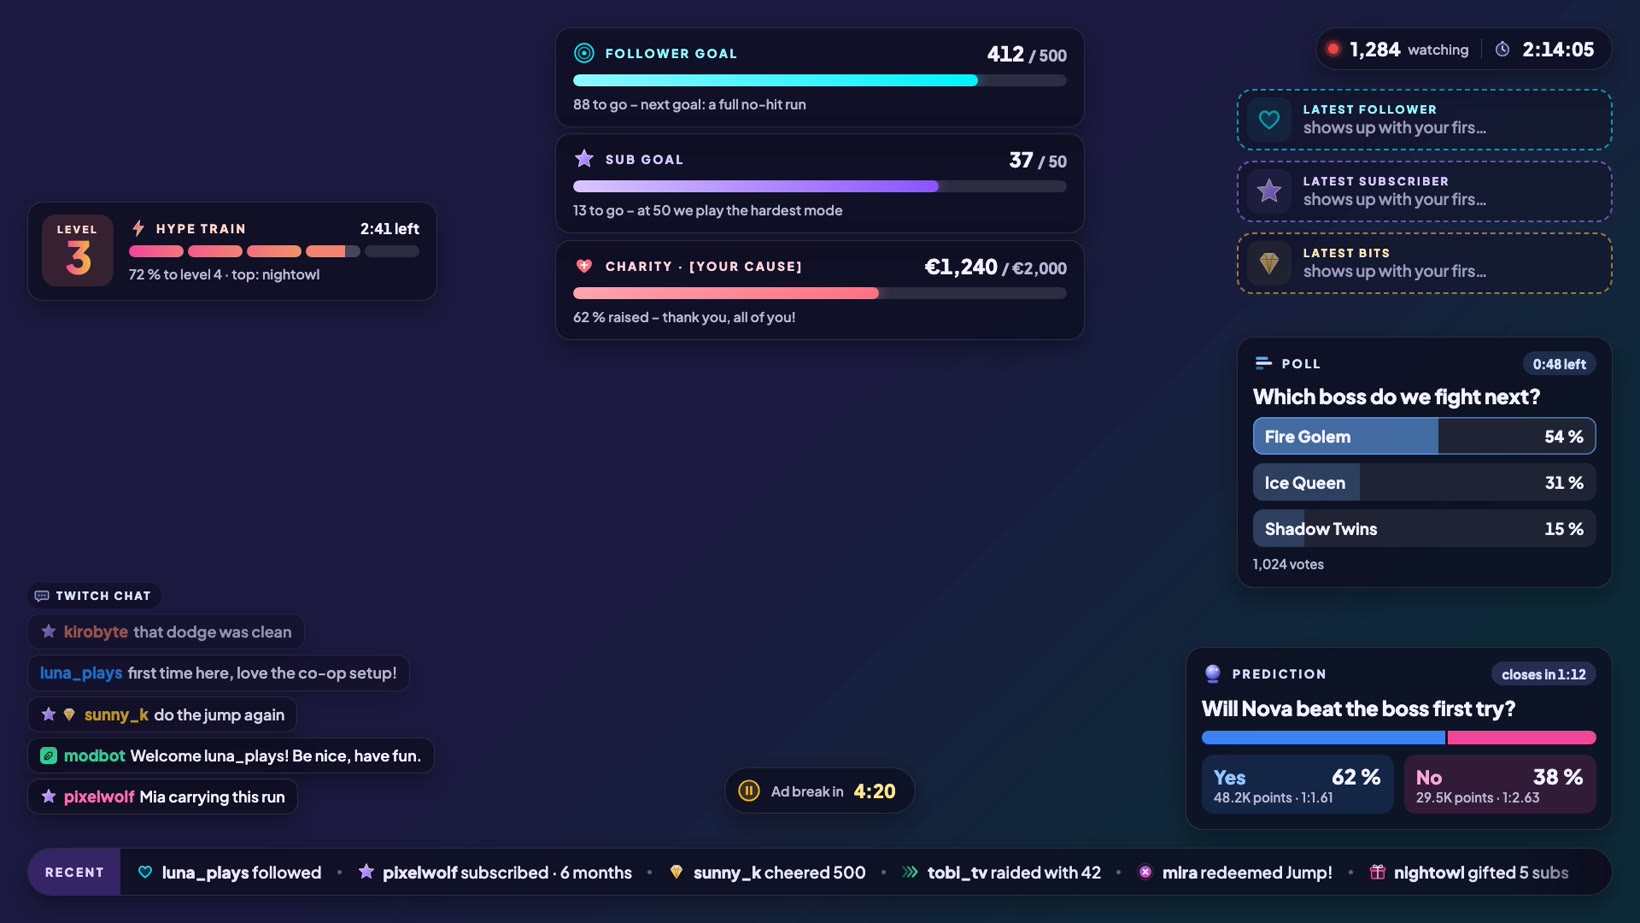 FOLLOWER GOAL 412 / 500
88 to go – next goal: a full no-hit run
SUB GOAL 37 / 50
13 to go – at 50 we play the hardest mode
CHARITY · [YOUR CAUSE] €1,240 / €2,000
62 % raised – thank you, all of you!
1,284 watching 2:14:05
LATEST FOLLOWER
shows up with your firs…
LATEST SUBSCRIBER
shows up with your firs…
LATEST BITS
shows up with your firs…
LEVEL
3
HYPE TRAIN 2:41 left
72 % to level 4 · top: nightowl
POLL 0:48 left
Which boss do we fight next?
Fire Golem 54 %
Ice Queen 31 %
Shadow Twins 15 %
1,024 votes
TWITCH CHAT
kirobyte that dodge was clean
luna_plays first time here, love the co-op setup!
sunny_k do the jump again
modbot Welcome luna_plays! Be nice, have fun.
pixelwolf Mia carrying this run
Ad break in 4:20
PREDICTION closes in 1:12
Will Nova beat the boss first try?
Yes 62 %
48.2K points · 1:1.61
No 38 %
29.5K points · 1:2.63
RECENT luna_plays followed • pixelwolf subscribed · 6 months • sunny_k cheered 500 • tobi_tv raided with 42 • mira redeemed Jump! • nightowl gifted 5 subs